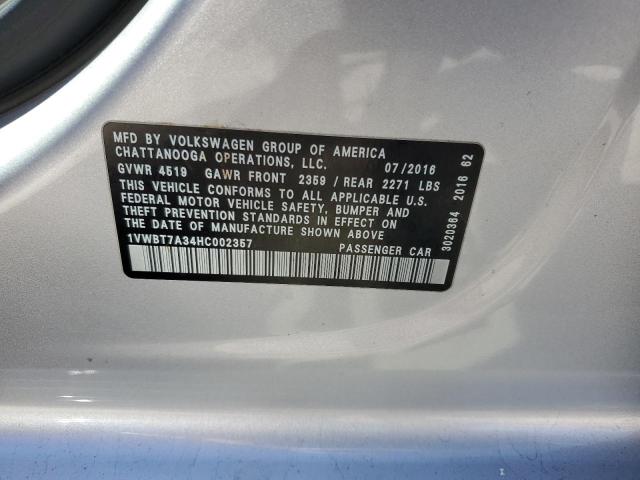 MFD BY VOLKSWAGEN GROUP OF AMERICA
CHATTANOOGA OPERATIONS, LLC. 07/2016
GVWR 4519 GAWR FRONT 2359 / REAR 2271 LBS
THIS VEHICLE CONFORMS TO ALL APPLICABLE U.S.
FEDERAL MOTOR VEHICLE SAFETY, BUMPER AND
THEFT PREVENTION STANDARDS IN EFFECT ON
THE DATE OF MANUFACTURE SHOWN ABOVE
1VWBT7A34HC002357 PASSENGER CAR
3020364 2016 62